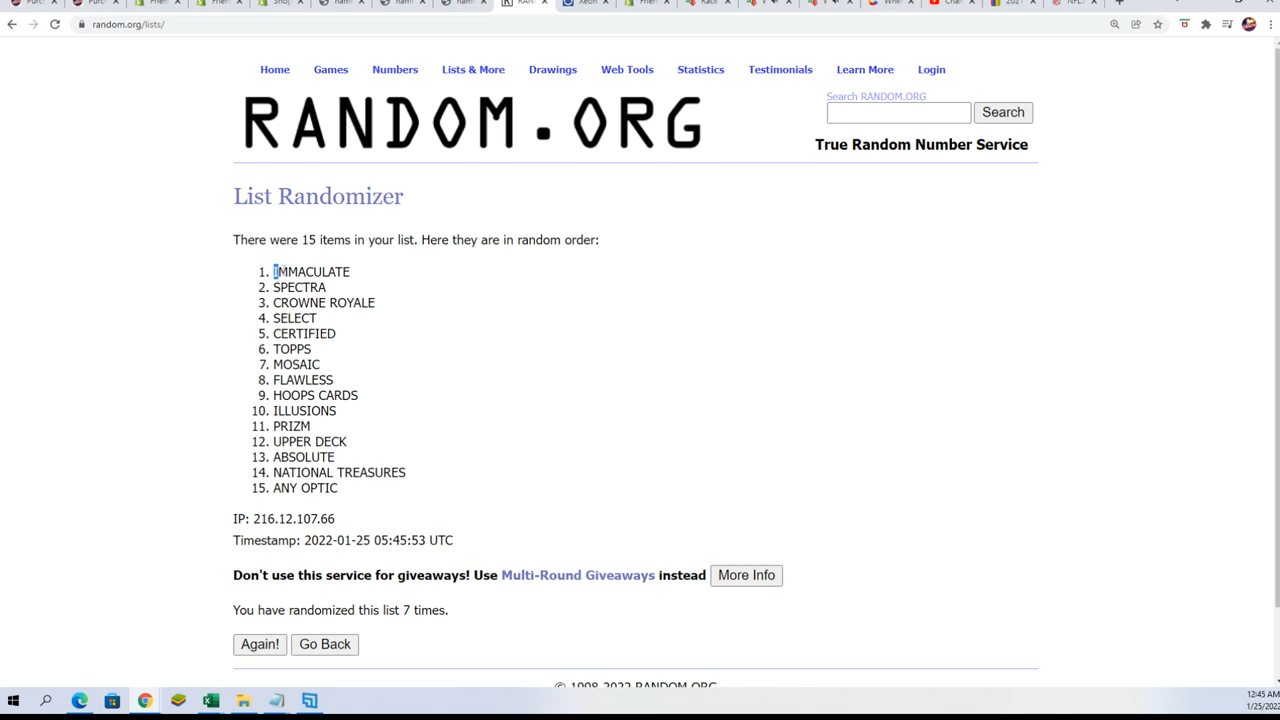 random.org/lists/
Home Games Numbers Lists & More Drawings Web Tools Statistics Testimonials Learn More Login
RANDOM.ORG
Search RANDOM.ORG
Search
True Random Number Service
List Randomizer
There were 15 items in your list. Here they are in random order:
1. IMMACULATE
2. SPECTRA
3. CROWNE ROYALE
4. SELECT
5. CERTIFIED
6. TOPPS
7. MOSAIC
8. FLAWLESS
9. HOOPS CARDS
10. ILLUSIONS
11. PRIZM
12. UPPER DECK
13. ABSOLUTE
14. NATIONAL TREASURES
15. ANY OPTIC
IP: 216.12.107.66
Timestamp: 2022-01-25 05:45:53 UTC
Don't use this service for giveaways! Use Multi-Round Giveaways instead More Info
You have randomized this list 7 times.
Again! Go Back
© 1998-2022 RANDOM.ORG
12:45 AM
1/25/2022